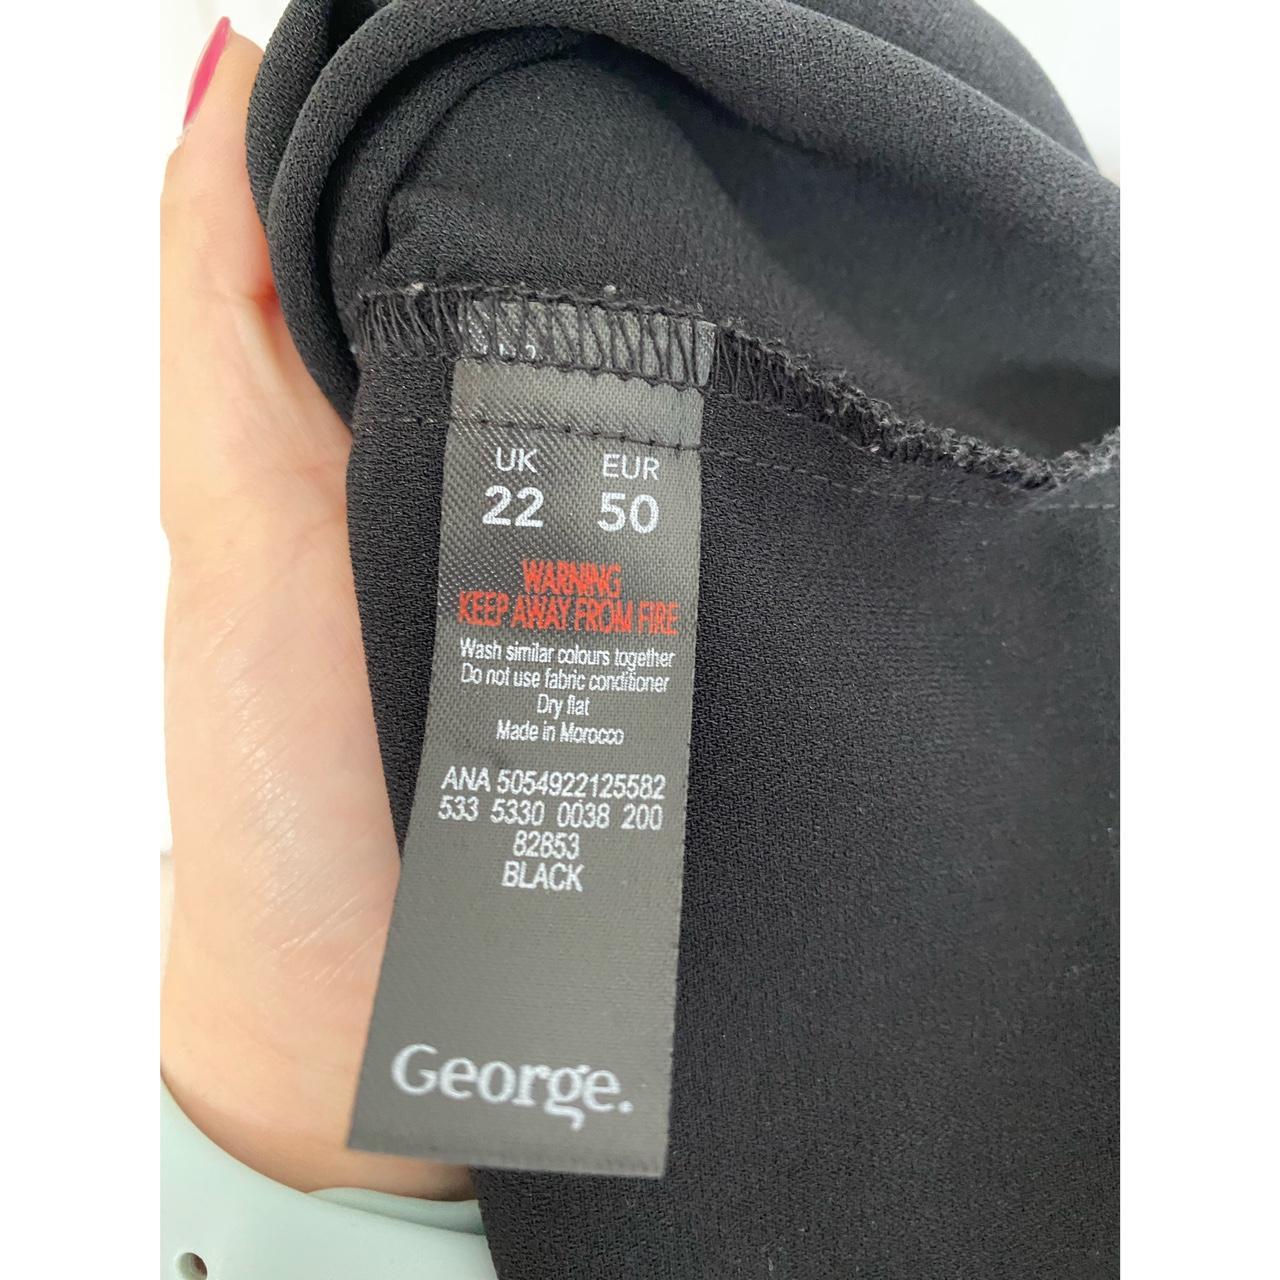 UK EUR
22 50
WARNING
KEEP AWAY FROM FIRE
Wash similar colours together
Do not use fabric conditioner
Dry flat
Made in Morocco
ANA 5054922125582
533 5330 0038 200
82853
BLACK
George.